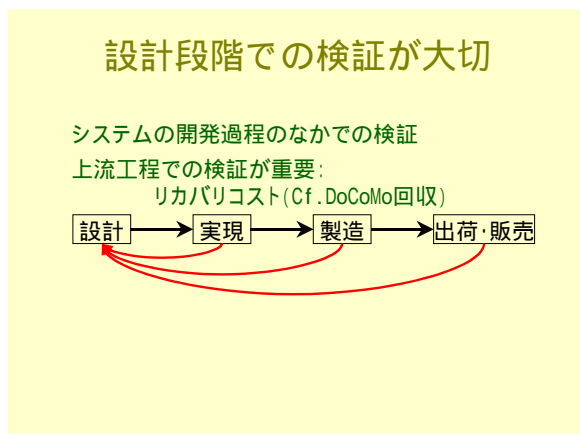 設計段階での検証が大切
システムの開発過程のなかでの検証
上流工程での検証が重要:
リカバリコスト(Cf.DoCoMo回収)
設計 実現 製造 出荷・販売